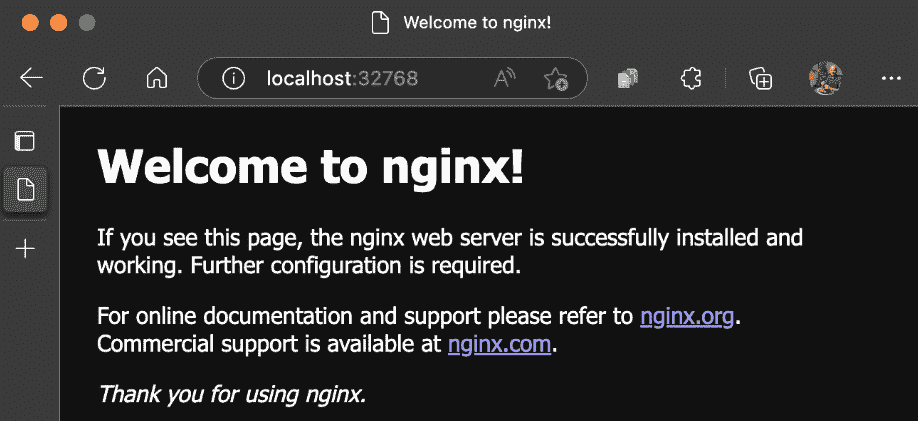 Welcome to nginx!
localhost:32768
Welcome to nginx!
If you see this page, the nginx web server is successfully installed and
working. Further configuration is required.
For online documentation and support please refer to nginx.org.
Commercial support is available at nginx.com.
Thank you for using nginx.